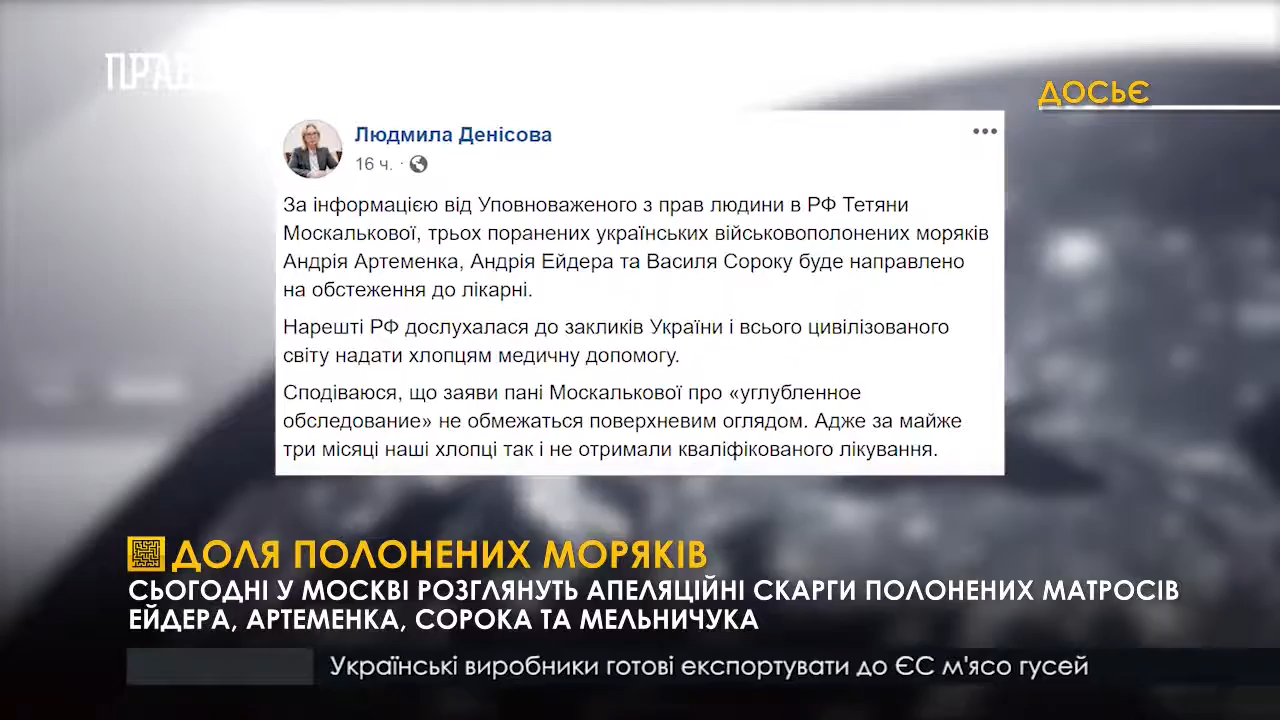 ДОСЬЄ
Людмила Денісова
16 ч. ·
За інформацією від Уповноваженого з прав людини в РФ Тетяни
Москалькової, трьох поранених українських військовополонених моряків
Андрія Артеменка, Андрія Ейдера та Василя Сороку буде направлено
на обстеження до лікарні.
Нарешті РФ дослухалася до закликів України і всього цивілізованого
світу надати хлопцям медичну допомогу.
Сподіваюся, що заяви пані Москалькової про «углубленное
обследование» не обмежаться поверхневим оглядом. Адже за майже
три місяці наші хлопці так і не отримали кваліфікованого лікування.
ДОЛЯ ПОЛОНЕНИХ МОРЯКІВ
СЬОГОДНІ У МОСКВІ РОЗГЛЯНУТЬ АПЕЛЯЦІЙНІ СКАРГИ ПОЛОНЕНИХ МАТРОСІВ
ЕЙДЕРА, АРТЕМЕНКА, СОРОКА ТА МЕЛЬНИЧУКА
Українські виробники готові експортувати до ЄС м'ясо гусей